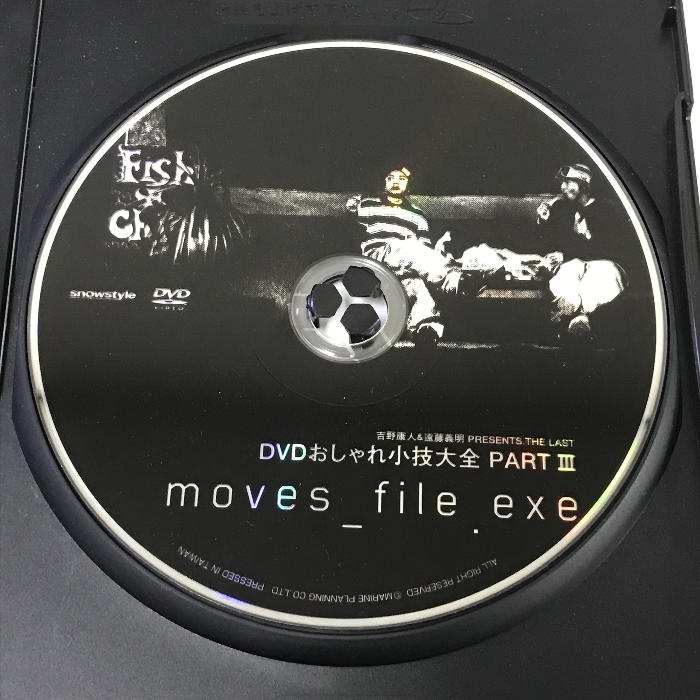 Fish
&
Ch
snowstyle
DVD
VIDEO
吉野康人&遠藤義明 PRESENTS.THE LAST
DVDおしゃれ小技大全 PART III
moves_file.exe
ALL RIGHT RESERVED © MARINE PLANNING CO.LTD PRESSED IN TAIWAN